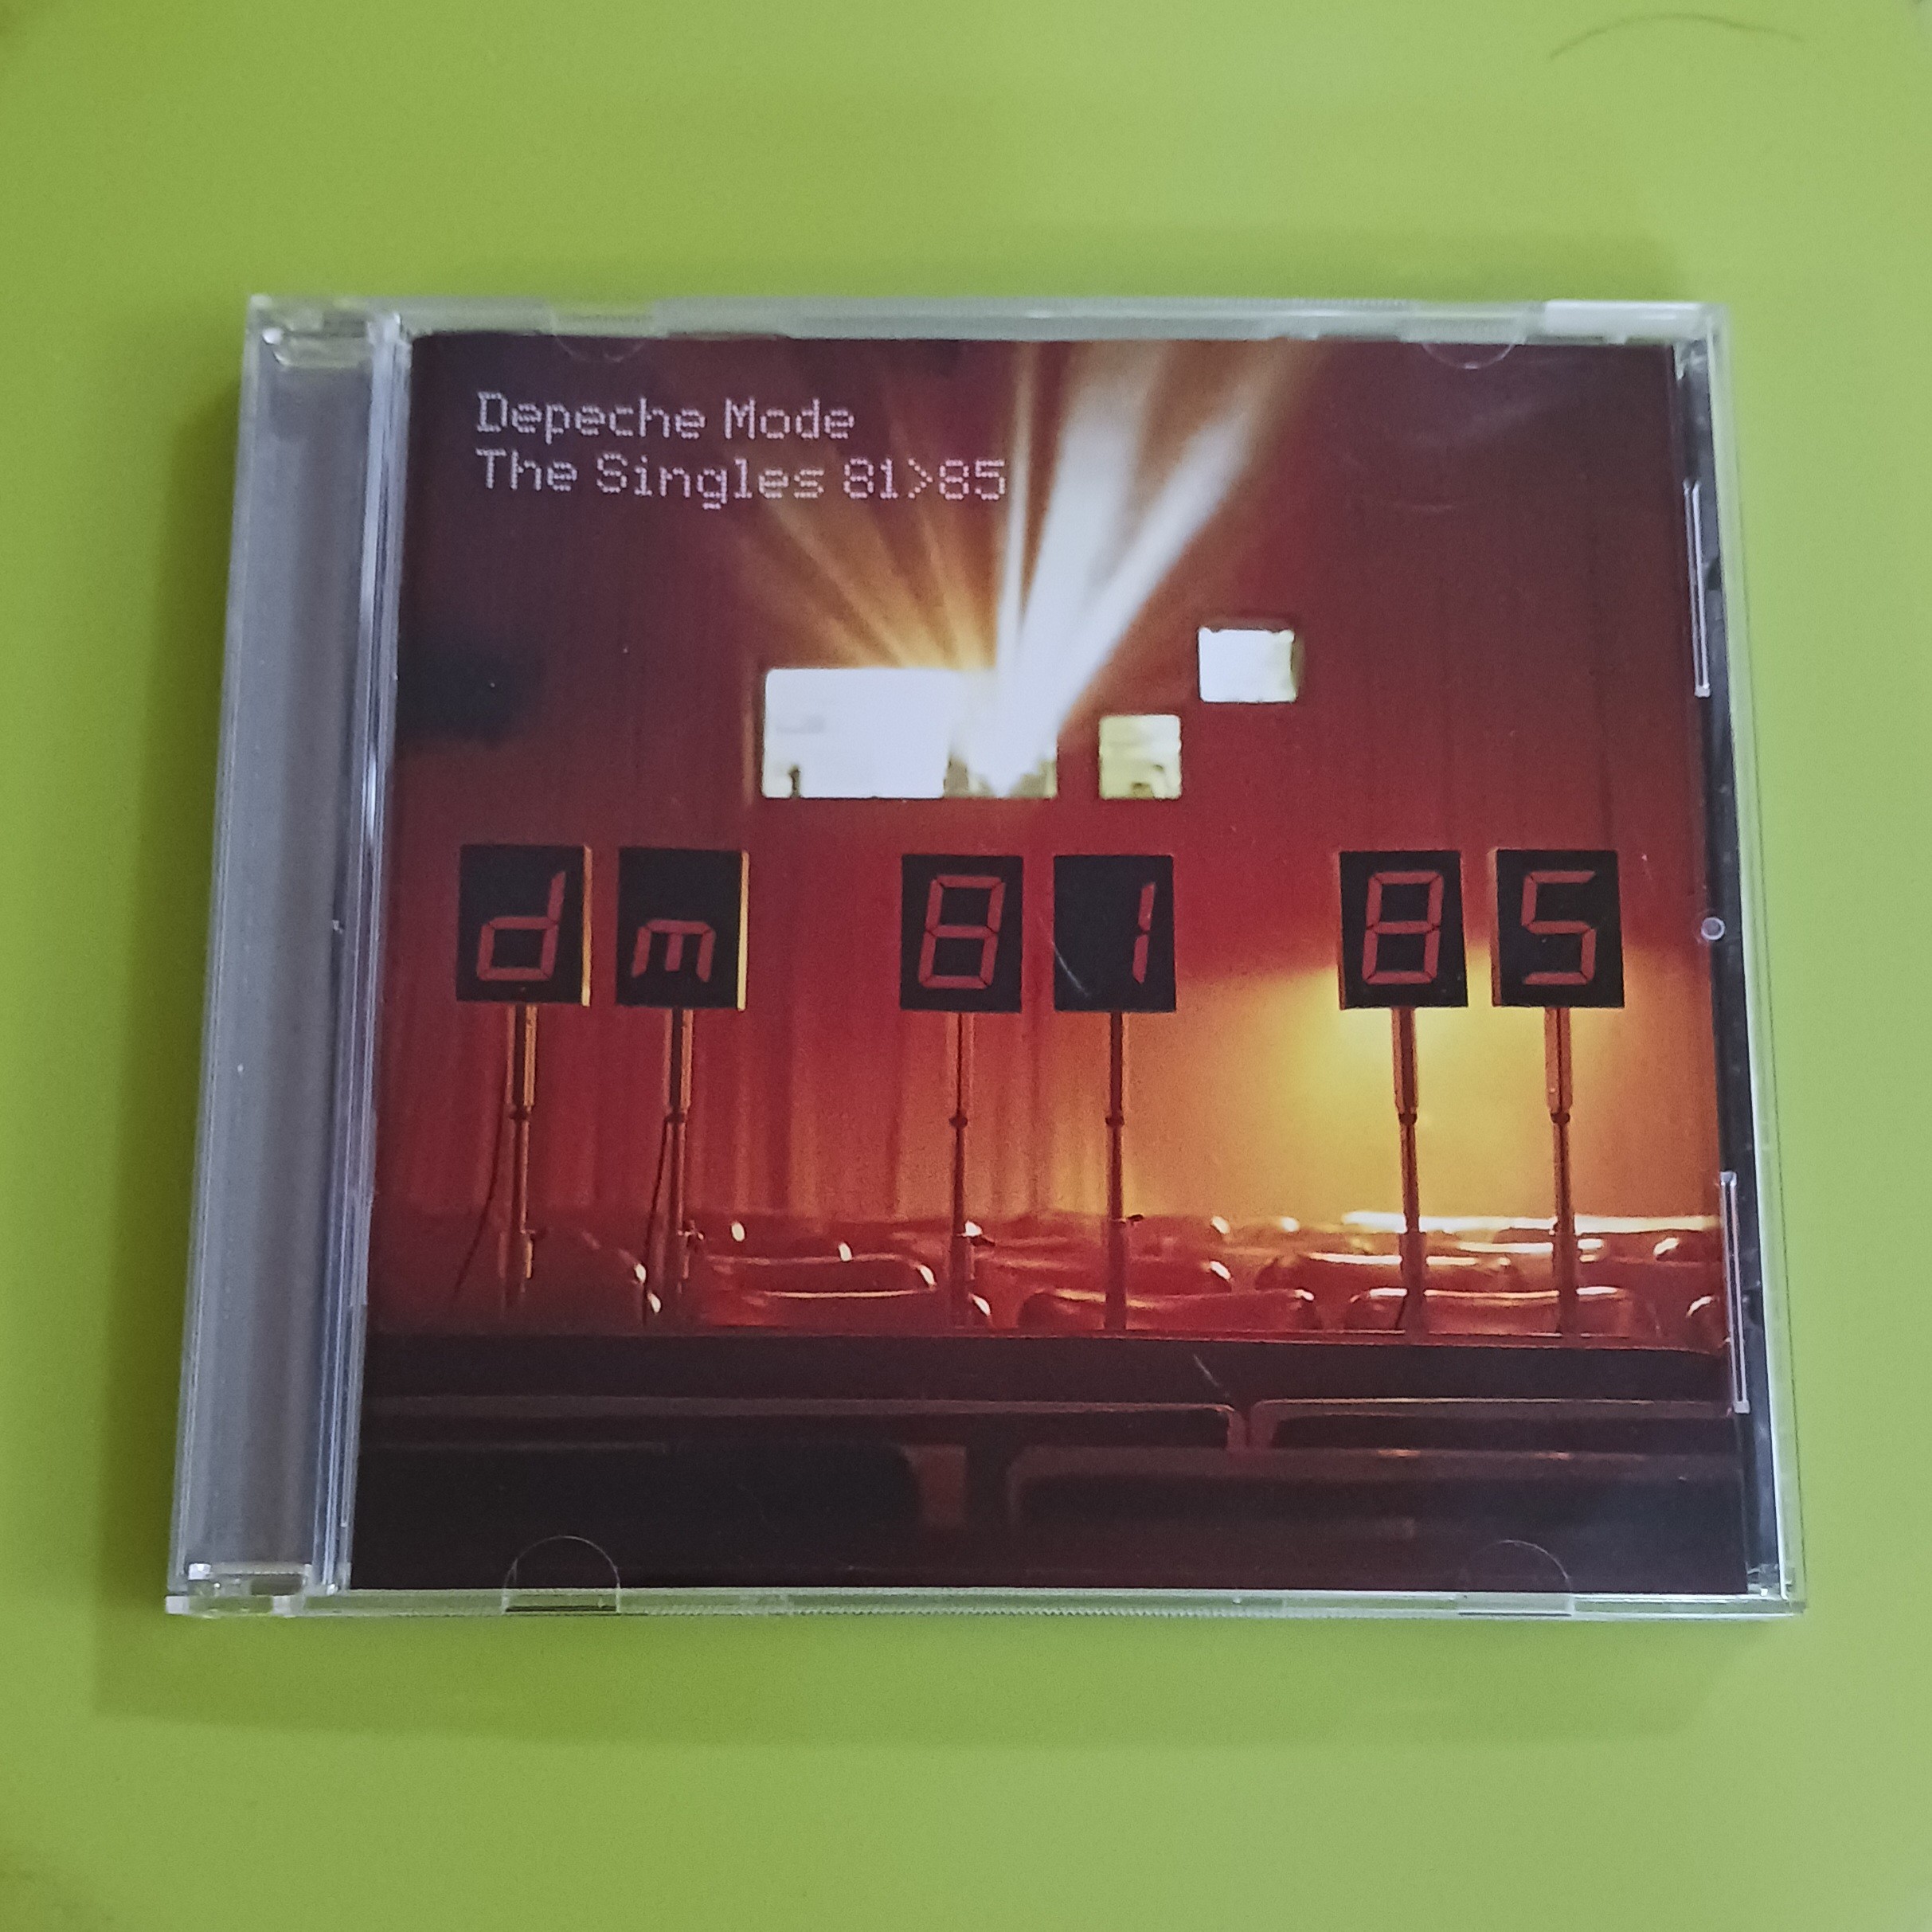 Depeche Mode
The Singles 81>85
dm 81 85